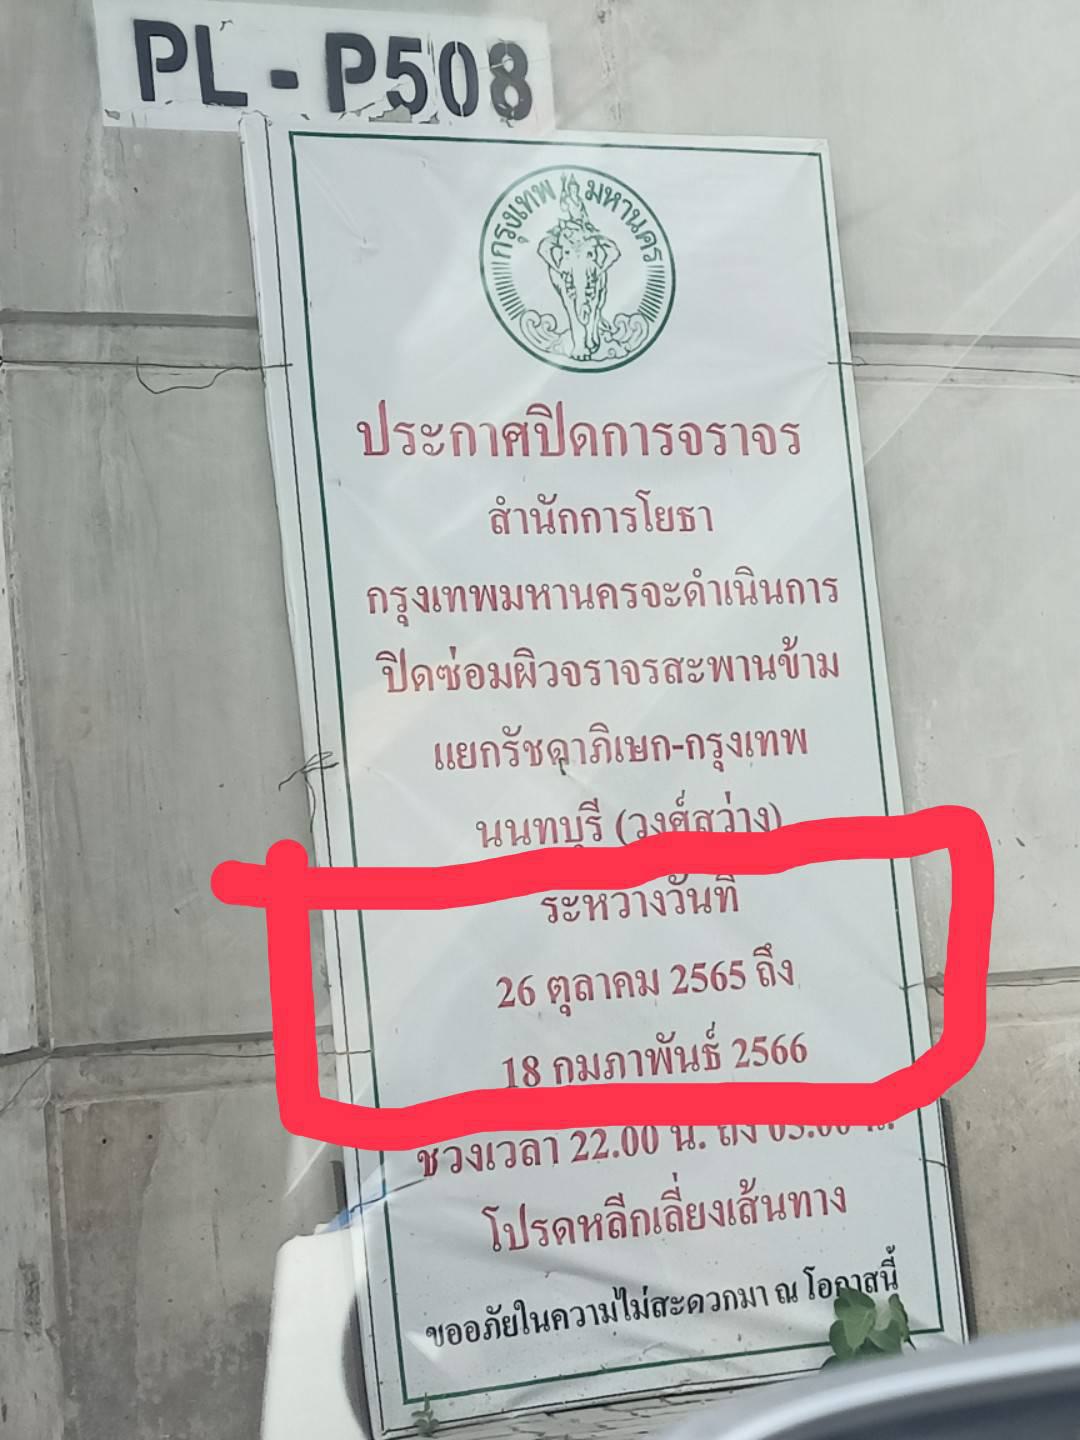 PL - P508
กรุงเทพมหานคร
ประกาศปิดการจราจร
สำนักการโยธา
กรุงเทพมหานครจะดำเนินการ
ปิดซ่อมผิวจราจรสะพานข้าม
แยกรัชดาภิเษก-กรุงเทพ
นนทบุรี (วงศ์สว่าง)
ระหว่างวันที่
26 ตุลาคม 2565 ถึง
18 กุมภาพันธ์ 2566
ช่วงเวลา 22.00 น. ถึง
โปรดหลีกเลี่ยงเส้นทาง
ขออภัยในความไม่สะดวกมา ณ โอกาสนี้